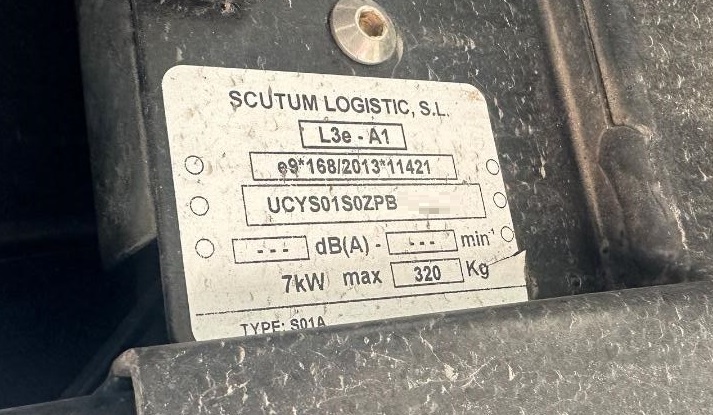 SCUTUM LOGISTIC, S.L.
L3e - A1
e9*168/2013*11421
UCYS01S0ZPB
--- dB(A) - --- min⁻¹
7kW max 320 Kg
TYPE: S01A